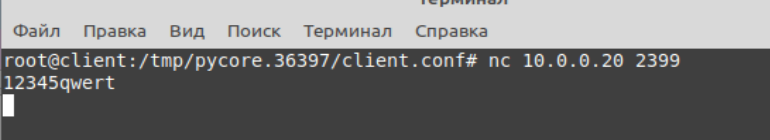 Терминал
Файл Правка Вид Поиск Терминал Справка
root@client:/tmp/pycore.36397/client.conf# nc 10.0.0.20 2399
12345qwert